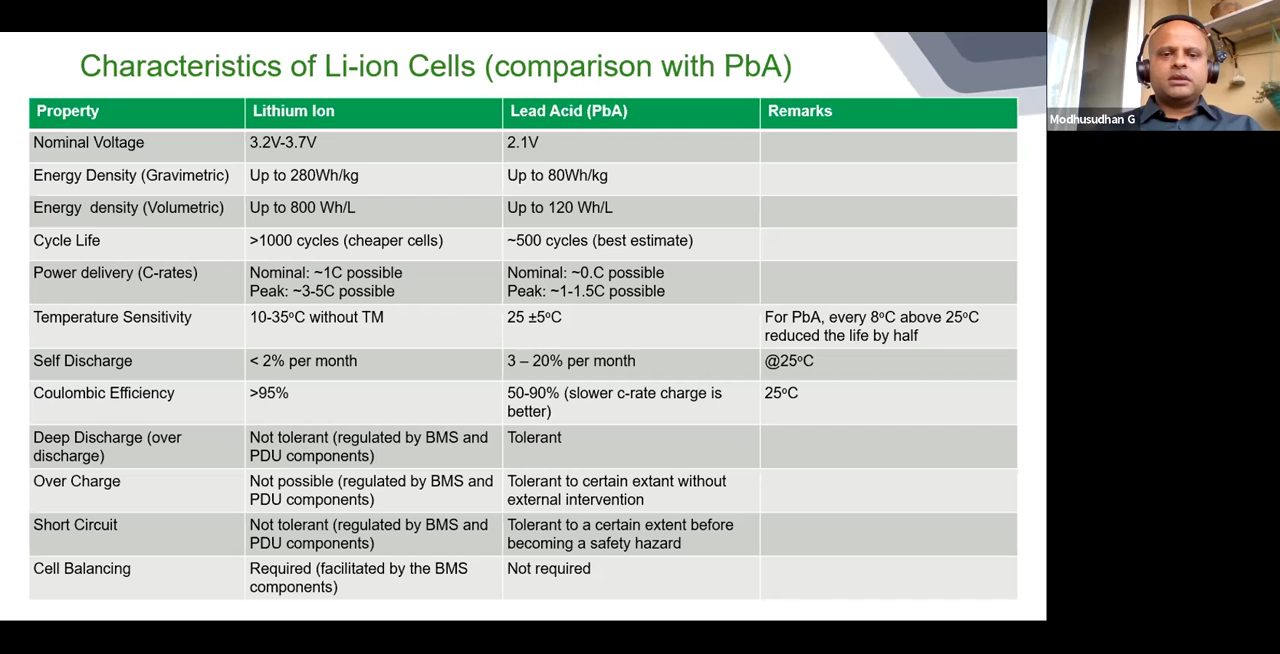 Characteristics of Li-ion Cells (comparison with PbA)
Property Lithium Ion Lead Acid (PbA) Remarks
Nominal Voltage 3.2V-3.7V 2.1V
Energy Density (Gravimetric) Up to 280Wh/kg Up to 80Wh/kg
Energy density (Volumetric) Up to 800 Wh/L Up to 120 Wh/L
Cycle Life >1000 cycles (cheaper cells) ~500 cycles (best estimate)
Power delivery (C-rates) Nominal: ~1C possible Nominal: ~0.C possible
Peak: ~3-5C possible Peak: ~1-1.5C possible
Temperature Sensitivity 10-35ºC without TM 25 ±5ºC For PbA, every 8ºC above 25ºC
reduced the life by half
Self Discharge < 2% per month 3 – 20% per month @25ºC
Coulombic Efficiency >95% 50-90% (slower c-rate charge is 25ºC
better)
Deep Discharge (over Not tolerant (regulated by BMS and Tolerant
discharge) PDU components)
Over Charge Not possible (regulated by BMS and Tolerant to certain extant without
PDU components) external intervention
Short Circuit Not tolerant (regulated by BMS and Tolerant to a certain extent before
PDU components) becoming a safety hazard
Cell Balancing Required (facilitated by the BMS Not required
components)
Modhusudhan G